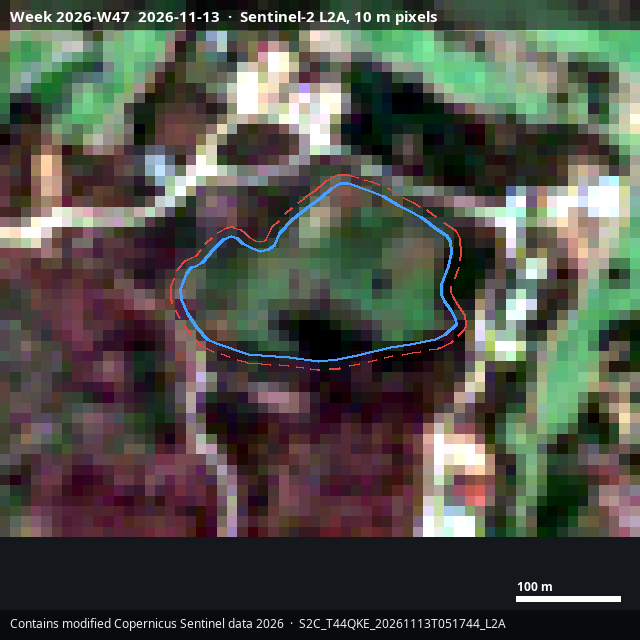 Week 2026-W47  2026-11-13  ·  Sentinel-2 L2A, 10 m pixels
100 m
Contains modified Copernicus Sentinel data 2026  ·  S2C_T44QKE_20261113T051744_L2A